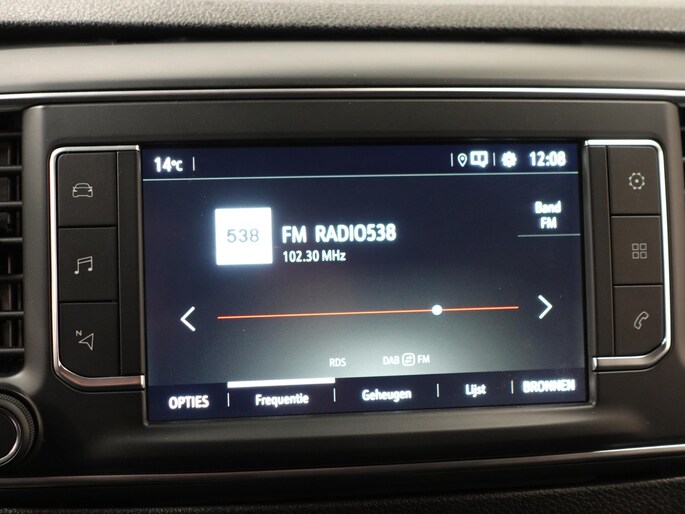 14°C
12:08
538
FM RADIO538
102.30 MHz
Band
FM
N
RDS
DAB FM
OPTIES
Frequentie
Geheugen
Lijst
BRONNEN